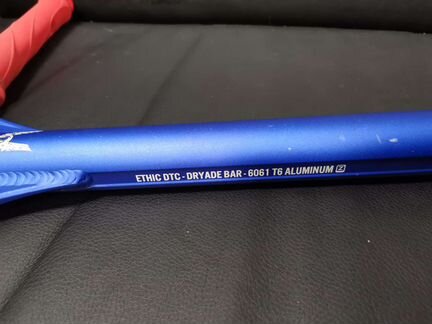 ETHIC DTC - DRYADE BAR - 6061 T6 ALUMINUM